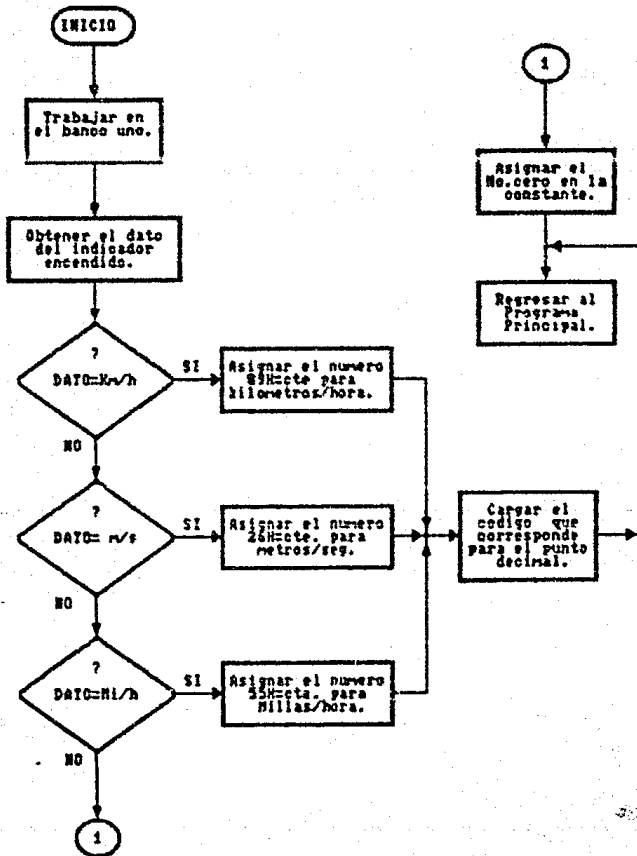 INICIO
Trabajar en
el banco uno.
Obtener el dato
del indicador
encendido.
?
DATO=Km/h
SI
Asignar el numero
89H=cte para
kilometros/hora.
NO
?
DATO= m/s
SI
Asignar el numero
26H=cte. para
metros/seg.
NO
?
DATO=Mi/h
SI
Asignar el numero
55H=cte. para
Millas/hora.
NO
1
Cargar el
codigo que
corresponde
para el punto
decimal.
1
Asignar el
No.cero en la
constante.
Regresar al
Programa
Principal.